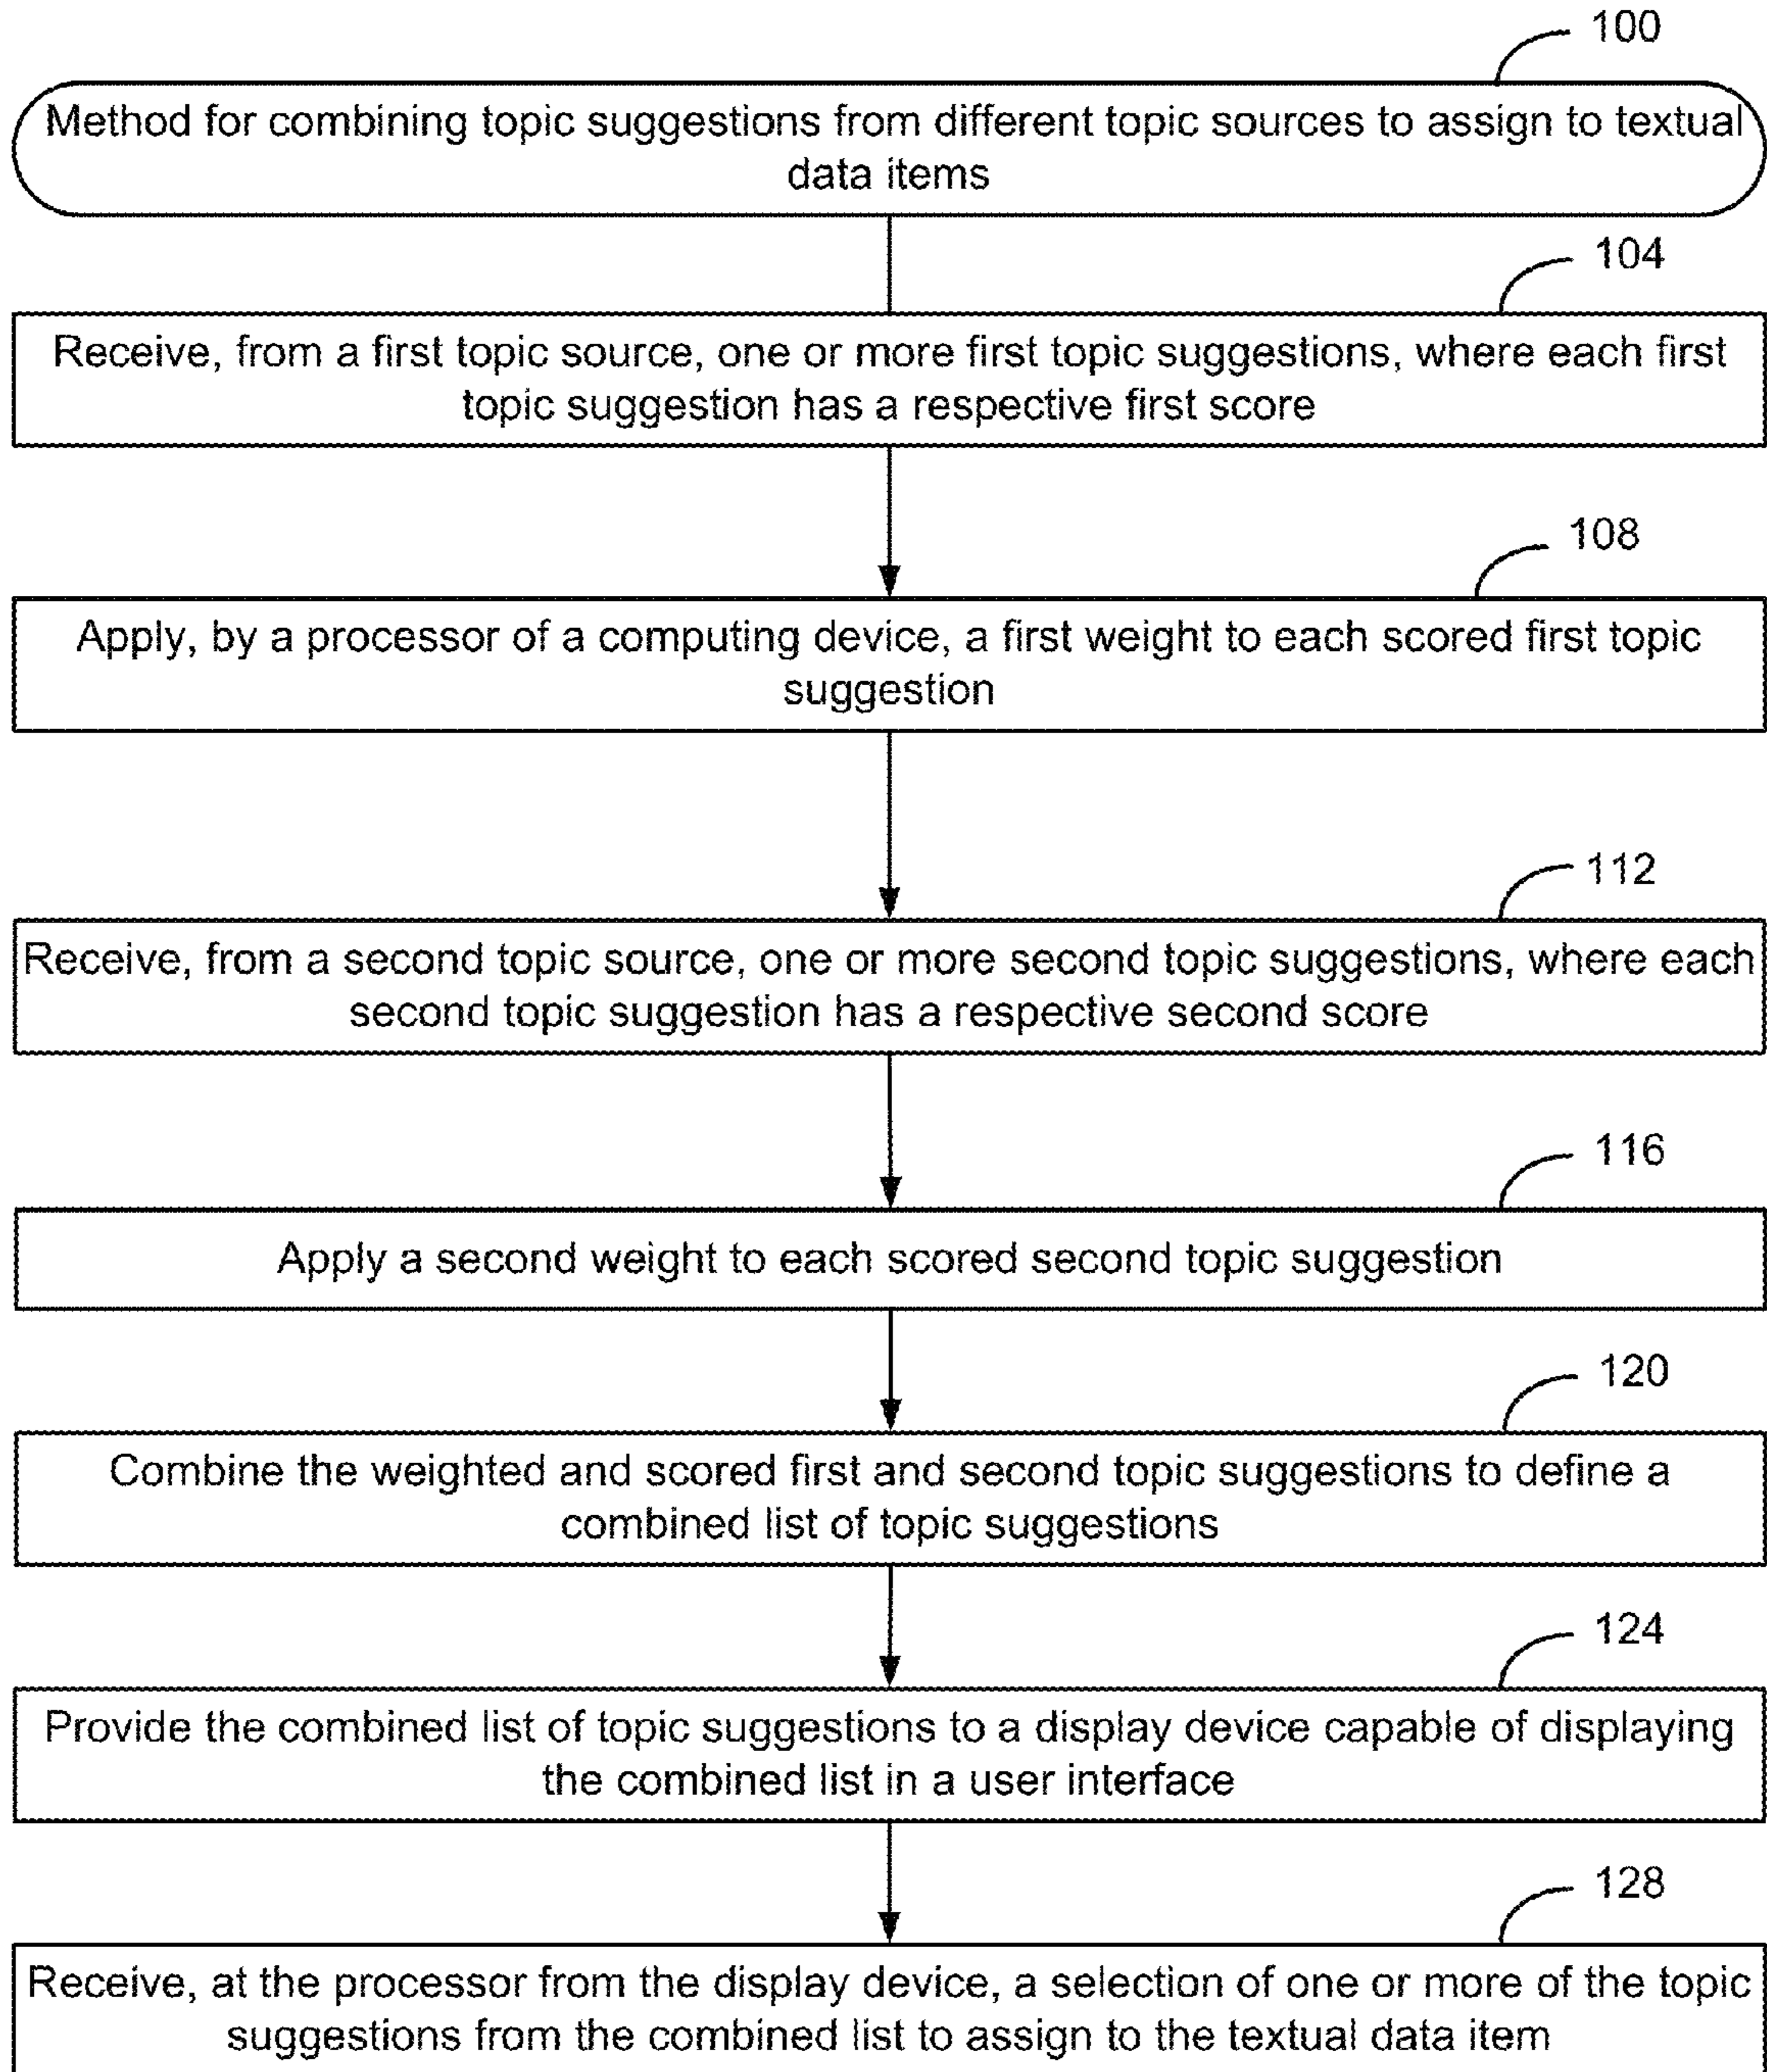 100
Method for combining topic suggestions from different topic sources to assign to textual
data items
104
Receive, from a first topic source, one or more first topic suggestions, where each first
topic suggestion has a respective first score
108
Apply, by a processor of a computing device, a first weight to each scored first topic
suggestion
112
Receive, from a second topic source, one or more second topic suggestions, where each
second topic suggestion has a respective second score
116
Apply a second weight to each scored second topic suggestion
120
Combine the weighted and scored first and second topic suggestions to define a
combined list of topic suggestions
124
Provide the combined list of topic suggestions to a display device capable of displaying
the combined list in a user interface
128
Receive, at the processor from the display device, a selection of one or more of the topic
suggestions from the combined list to assign to the textual data item